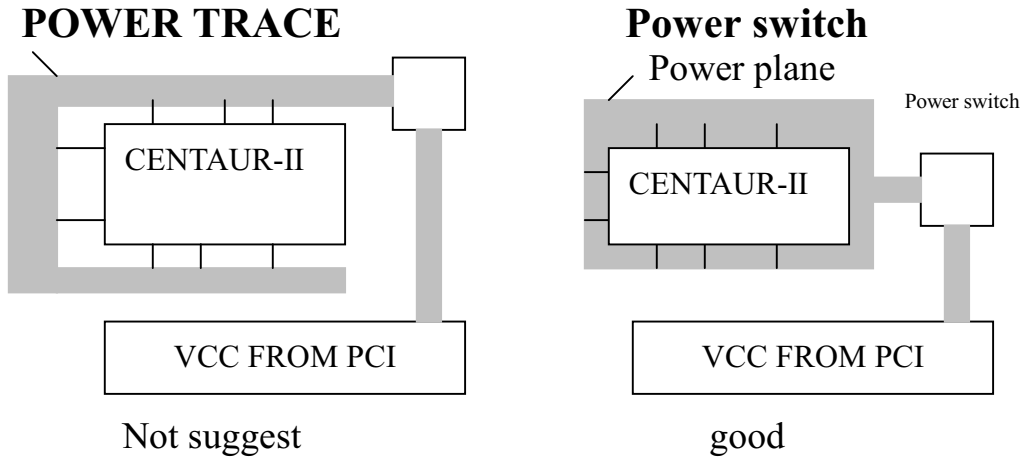 POWER TRACE
CENTAUR-II
VCC FROM PCI
Not suggest
Power switch
Power plane
Power switch
CENTAUR-II
VCC FROM PCI
good